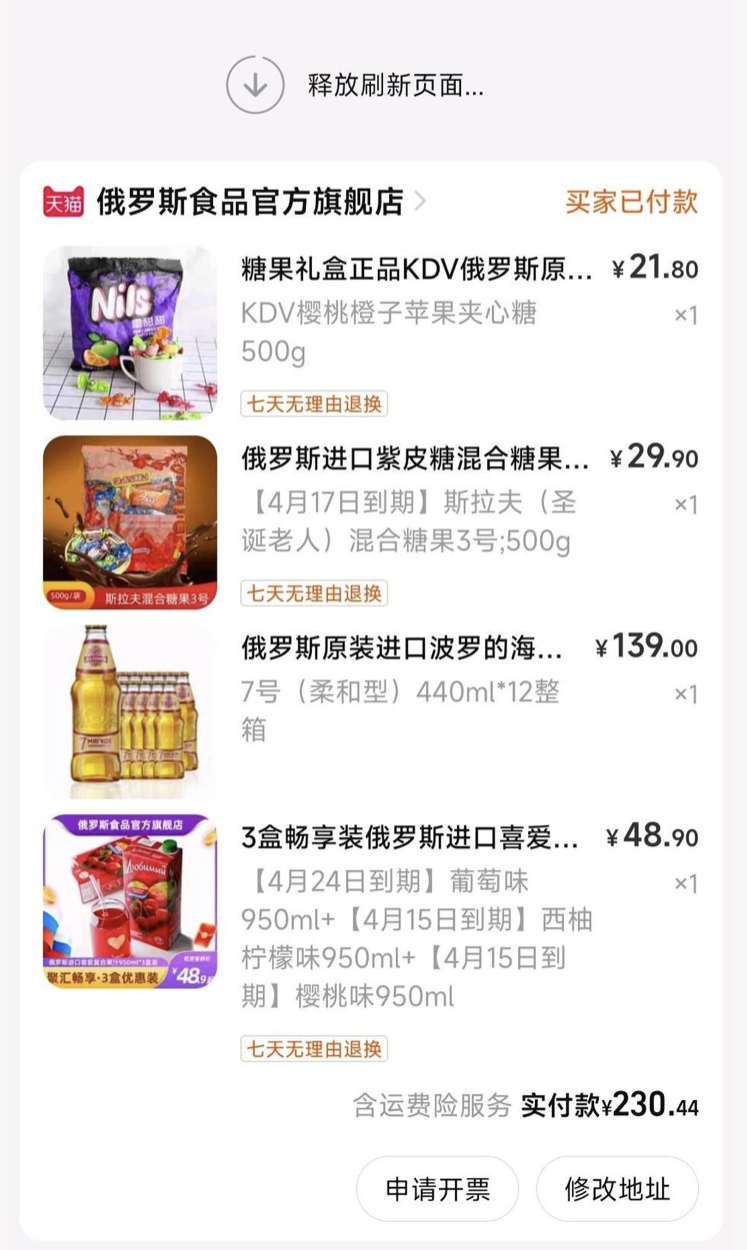 释放刷新页面...
天猫 俄罗斯食品官方旗舰店 买家已付款
Nils
糖果礼盒正品KDV俄罗斯原... ¥21.80
KDV樱桃橙子苹果夹心糖 ×1
500g
七天无理由退换
俄罗斯进口紫皮糖混合糖果... ¥29.90
【4月17日到期】斯拉夫（圣 ×1
诞老人）混合糖果3号;500g
500g/袋 斯拉夫混合糖果3号
七天无理由退换
俄罗斯原装进口波罗的海... ¥139.00
7号（柔和型）440ml*12整 ×1
箱
俄罗斯食品官方旗舰店
3盒畅享装俄罗斯进口喜爱... ¥48.90
【4月24日到期】葡萄味 ×1
950ml+【4月15日到期】西柚
柠檬味950ml+【4月15日到
期】樱桃味950ml
Любимый
聚汇畅享·3盒优惠装 ¥48.9
七天无理由退换
含运费险服务 实付款¥230.44
申请开票 修改地址